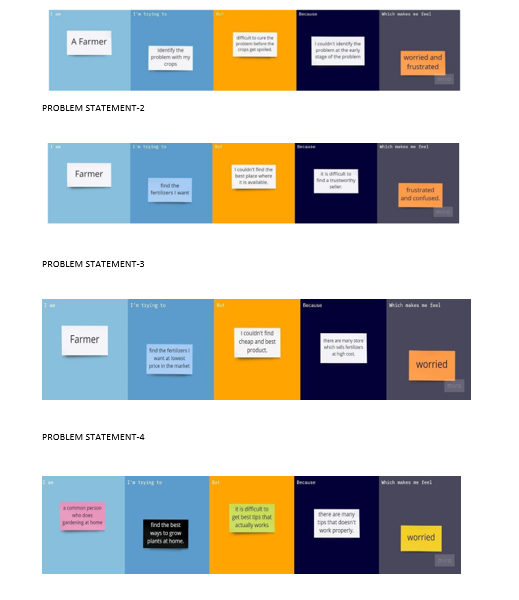 I am
I'm trying to
But
Because
Which makes me feel
A Farmer
Identify the
problem with my
crops
difficult to cure the
problem before the
crops get spoiled.
I couldn't identify the
problem at the early
stage of the problem
worried and
frustrated
miro
PROBLEM STATEMENT-2
I am
I'm trying to
But
Because
Which makes me feel
Farmer
find the
fertilizers I want
I couldn't find the
best place where
it is available.
it is difficult to
find a trustworthy
seller.
frustrated
and confused.
miro
PROBLEM STATEMENT-3
I am
I'm trying to
But
Because
Which makes me feel
Farmer
find the fertilizers I
want at lowest
price in the market
I couldn't find
cheap and best
product.
there are many store
which sells fertilizers
at high cost.
worried
miro
PROBLEM STATEMENT-4
I am
I'm trying to
But
Because
Which makes me feel
a common person
who does
gardening at home
find the best
ways to grow
plants at home.
it is difficult to
get best tips that
actually works
there are many
tips that doesn't
work properly.
worried
miro